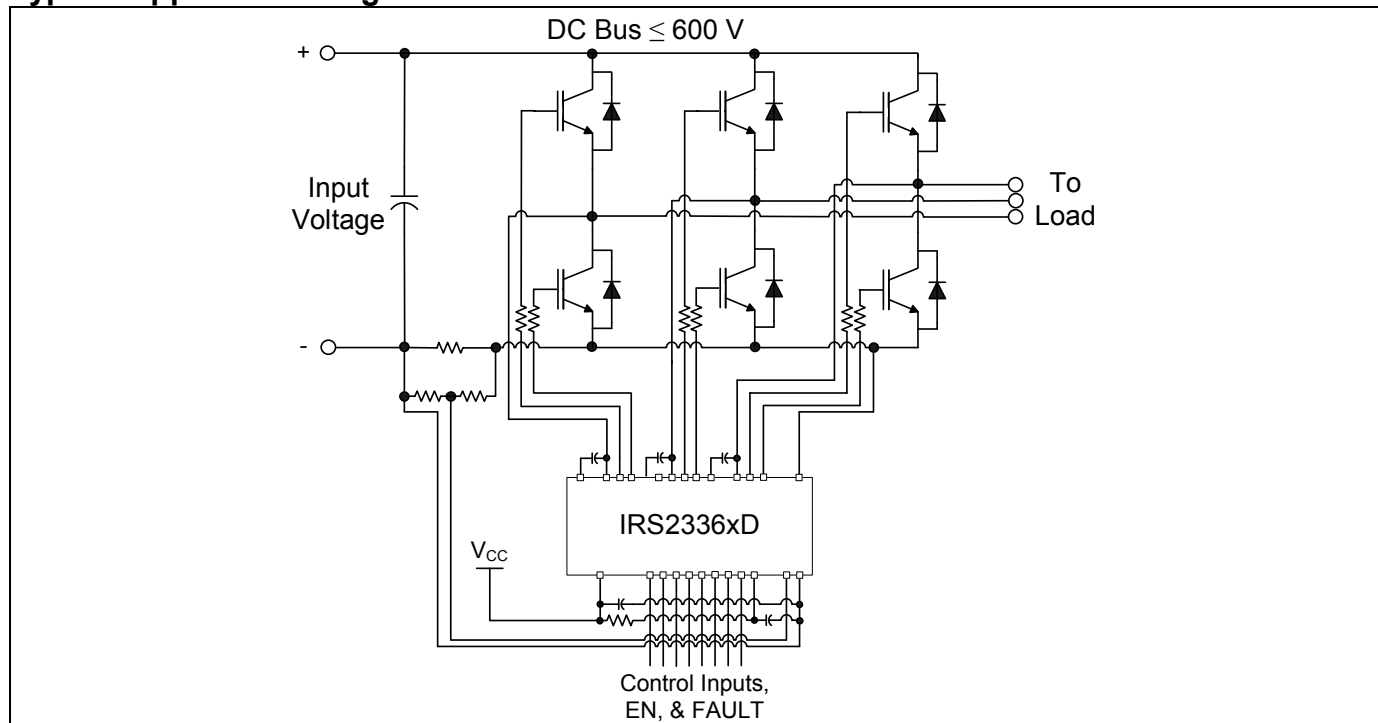 DC Bus ≤ 600 V
+
Input
Voltage
To
Load
-
IRS2336xD
VCC
Control Inputs,
EN, & FAULT